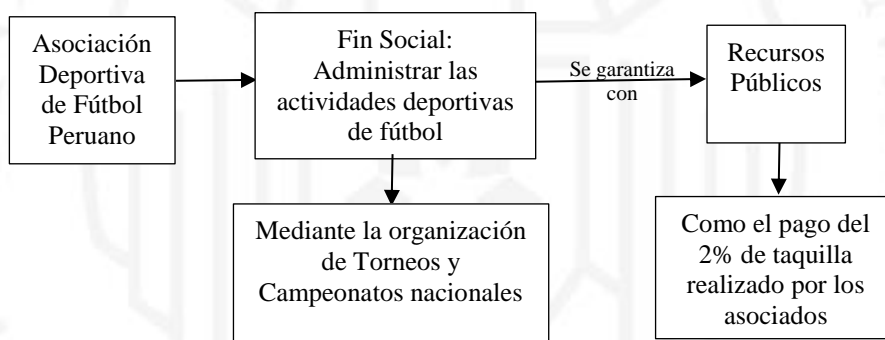 Asociación
Deportiva
de Fútbol
Peruano
Fin Social:
Administrar las
actividades deportivas
de fútbol
Se garantiza
con
Recursos
Públicos
Mediante la organización
de Torneos y
Campeonatos nacionales
Como el pago del
2% de taquilla
realizado por los
asociados